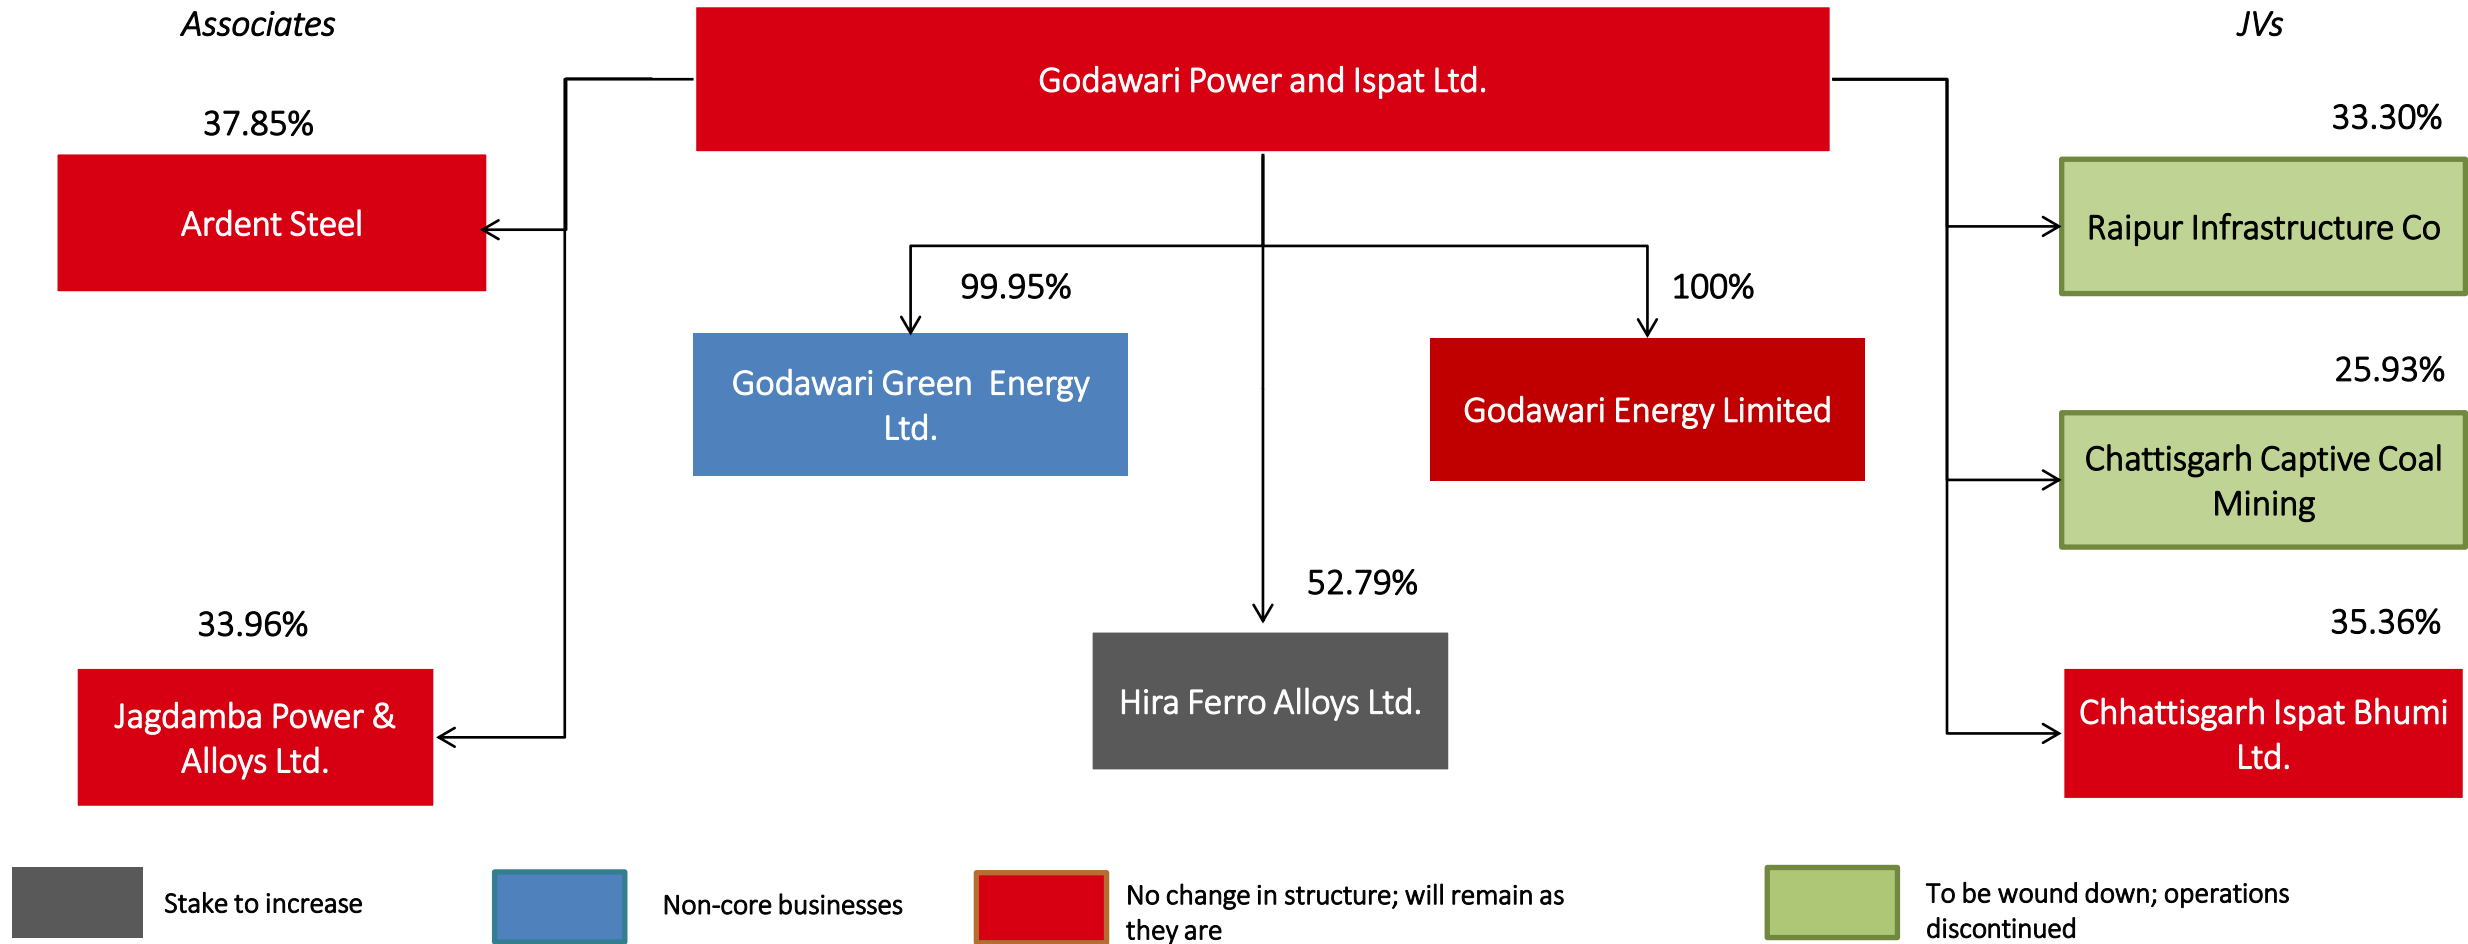 Associates
Godawari Power and Ispat Ltd.
JVs
37.85%
Ardent Steel
33.30%
Raipur Infrastructure Co
99.95%
Godawari Green  Energy
Ltd.
100%
Godawari Energy Limited
25.93%
Chattisgarh Captive Coal
Mining
52.79%
Hira Ferro Alloys Ltd.
33.96%
Jagdamba Power &
Alloys Ltd.
35.36%
Chhattisgarh Ispat Bhumi
Ltd.
Stake to increase
Non-core businesses
No change in structure; will remain as
they are
To be wound down; operations
discontinued